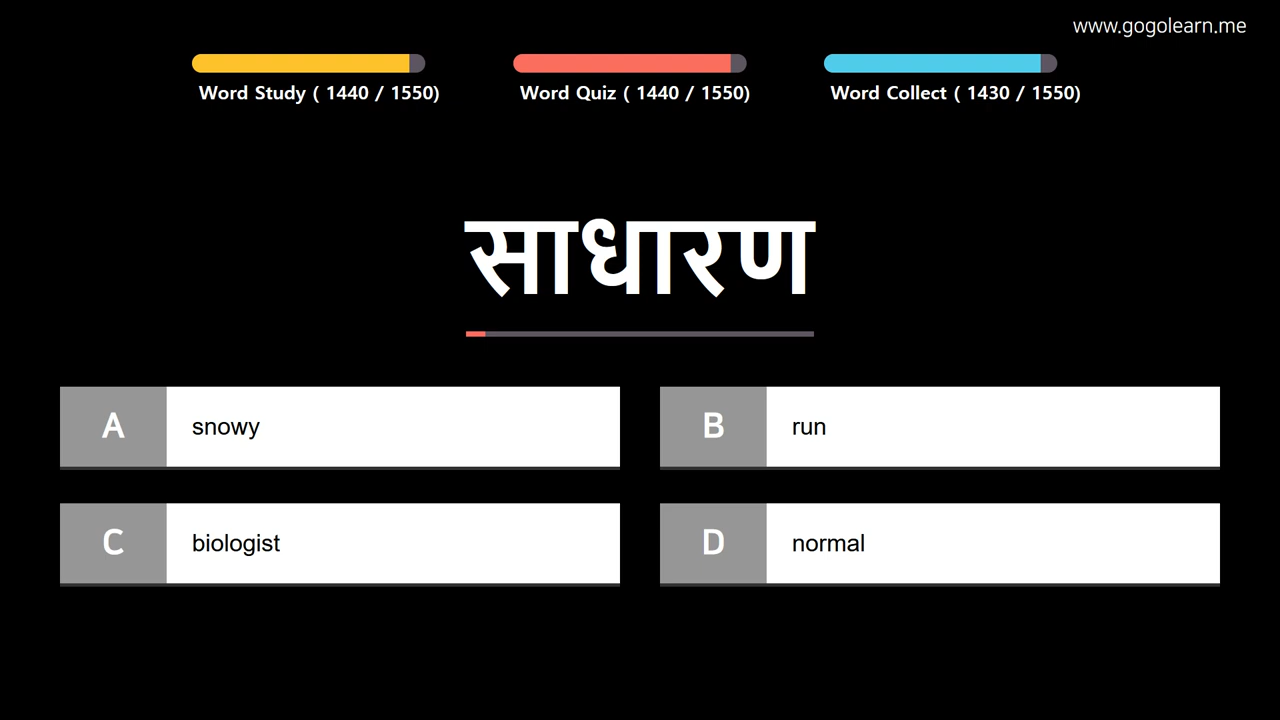 www.gogolearn.me
Word Study ( 1440 / 1550)
Word Quiz ( 1440 / 1550)
Word Collect ( 1430 / 1550)
साधारण
A snowy
B run
C biologist
D normal